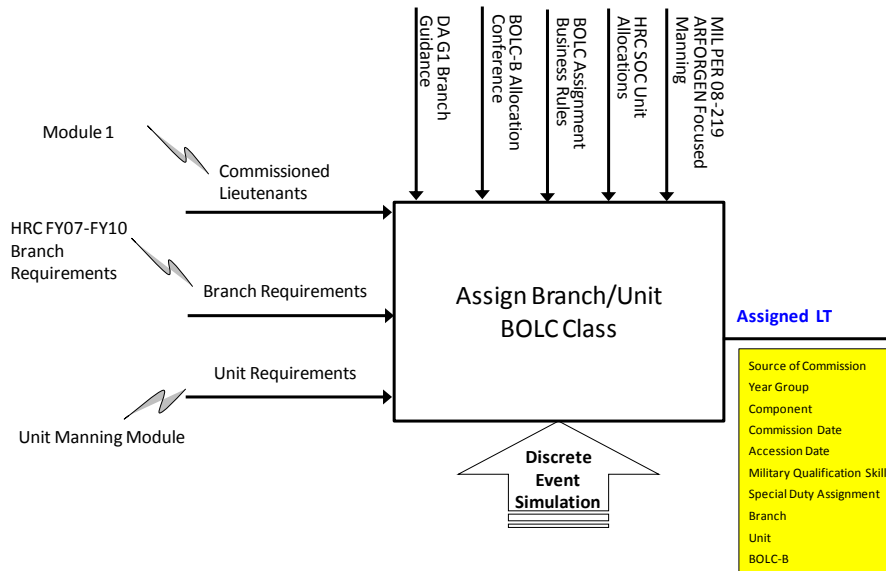 DA G1 Branch
Guidance
BOLC-B Allocation
Conference
BOLC Assignment
Business Rules
HRC SOC Unit
Allocations
MIL PER 08-219
ARFORGEN Focused
Manning
Module 1
Commissioned
Lieutenants
HRC FY07-FY10
Branch
Requirements
Branch Requirements
Unit Requirements
Unit Manning Module
Assign Branch/Unit
BOLC Class
Discrete
Event
Simulation
Assigned LT
Source of Commission
Year Group
Component
Commission Date
Accession Date
Military Qualification Skill
Special Duty Assignment
Branch
Unit
BOLC-B